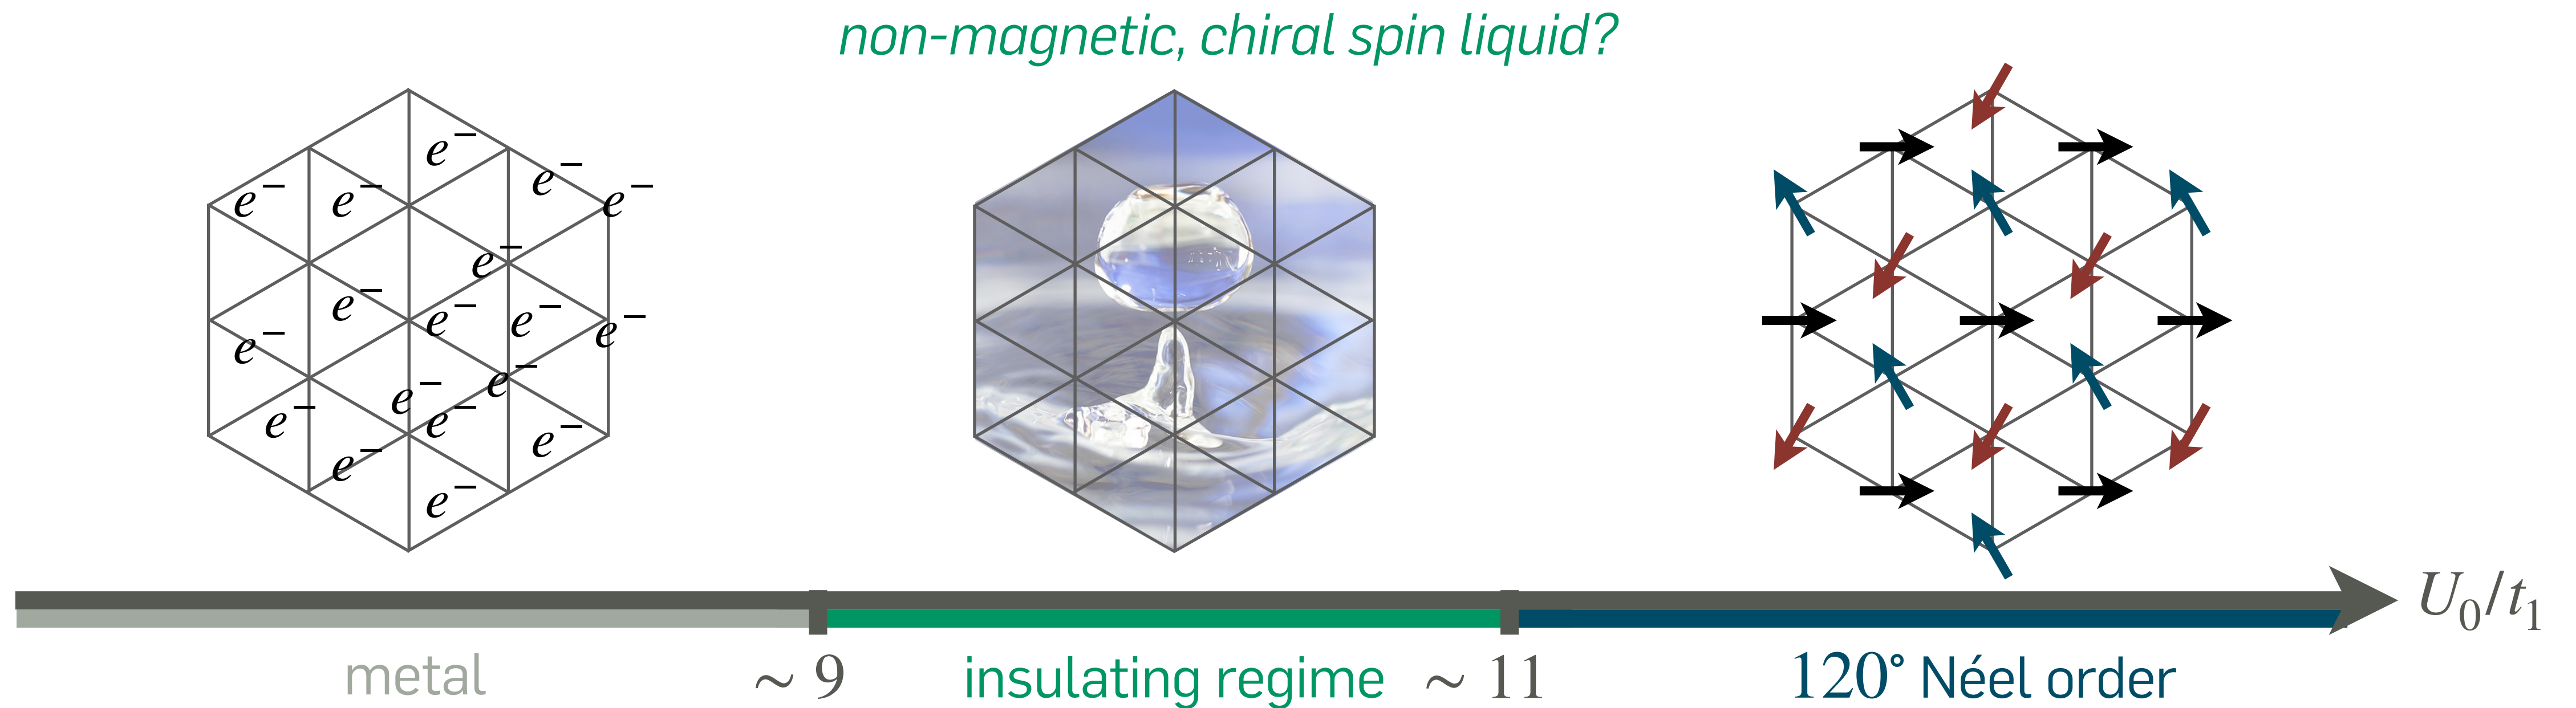 non-magnetic, chiral spin liquid?
e⁻
e⁻
e⁻ e⁻ e⁻
e⁻
e⁻ e⁻ e⁻ e⁻
e⁻
e⁻
e⁻
e⁻ e⁻
e⁻
e⁻
e⁻
U₀/t₁
metal ~ 9 insulating regime ~ 11 120° Néel order